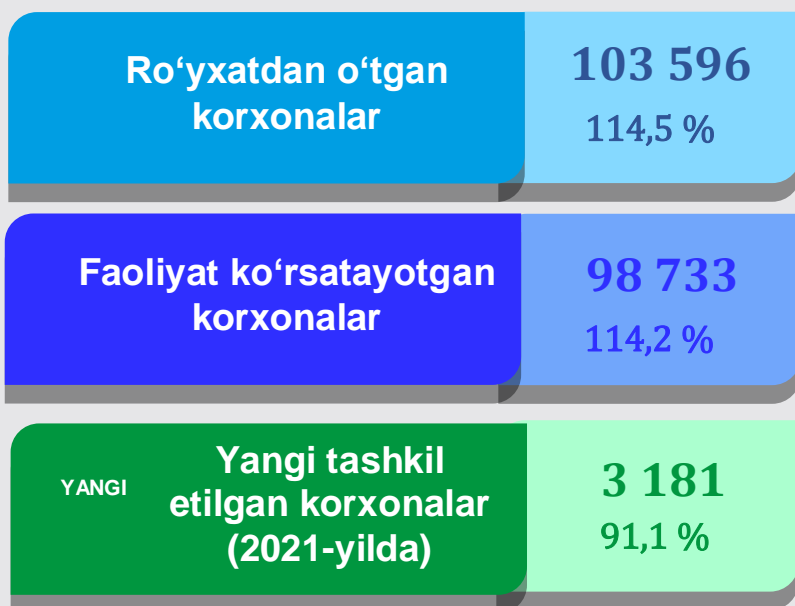 Ro‘yxatdan o‘tgan
korxonalar
103 596
114,5 %
Faoliyat ko‘rsatayotgan
korxonalar
98 733
114,2 %
YANGI
Yangi tashkil
etilgan korxonalar
(2021-yilda)
3 181
91,1 %